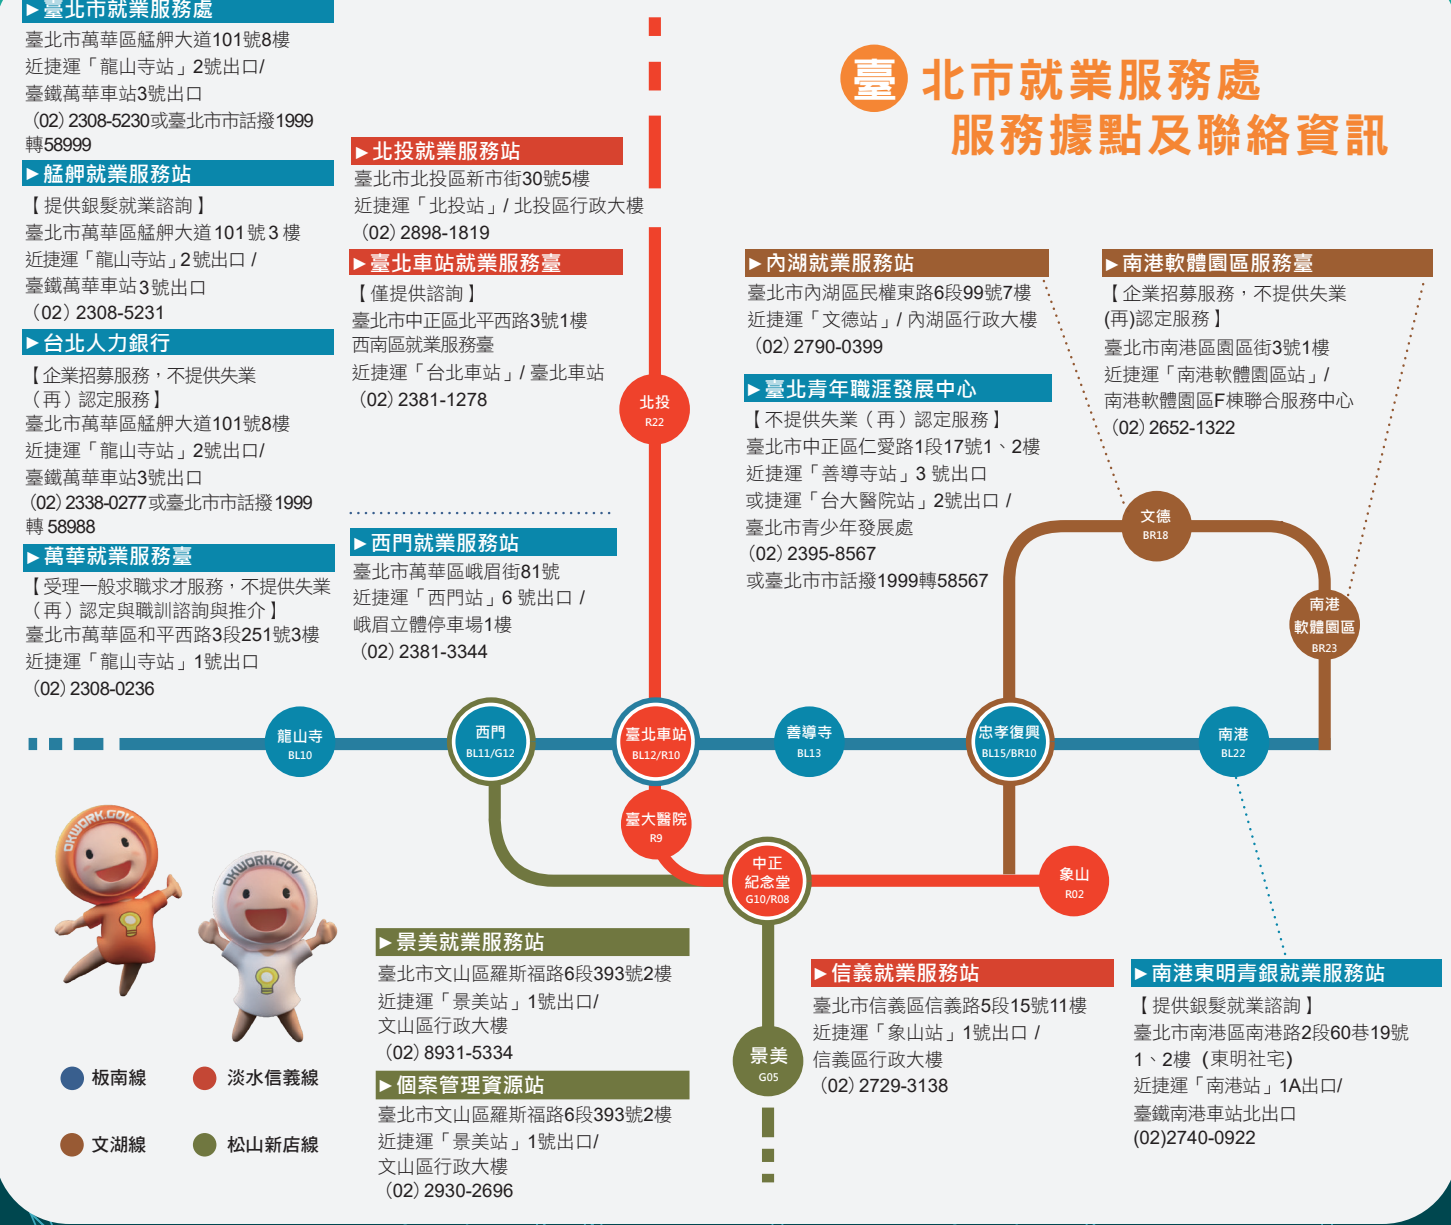 臺北市就業服務處
服務據點及聯絡資訊
▶臺北市就業服務處
臺北市萬華區艋舺大道101號8樓
近捷運「龍山寺站」2號出口/
臺鐵萬華車站3號出口
(02) 2308-5230或臺北市市話撥1999
轉58999
▶艋舺就業服務站
【提供銀髮就業諮詢】
臺北市萬華區艋舺大道101號3樓
近捷運「龍山寺站」2號出口 /
臺鐵萬華車站3號出口
(02) 2308-5231
▶台北人力銀行
【企業招募服務，不提供失業
（再）認定服務】
臺北市萬華區艋舺大道101號8樓
近捷運「龍山寺站」2號出口/
臺鐵萬華車站3號出口
(02) 2338-0277或臺北市市話撥1999
轉 58988
▶萬華就業服務臺
【受理一般求職求才服務，不提供失業
（再）認定與職訓諮詢與推介】
臺北市萬華區和平西路3段251號3樓
近捷運「龍山寺站」1號出口
(02) 2308-0236
▶北投就業服務站
臺北市北投區新市街30號5樓
近捷運「北投站」/ 北投區行政大樓
(02) 2898-1819
▶臺北車站就業服務臺
【僅提供諮詢】
臺北市中正區北平西路3號1樓
西南區就業服務臺
近捷運「台北車站」/ 臺北車站
(02) 2381-1278
▶西門就業服務站
臺北市萬華區峨眉街81號
近捷運「西門站」6 號出口 /
峨眉立體停車場1樓
(02) 2381-3344
▶內湖就業服務站
臺北市內湖區民權東路6段99號7樓
近捷運「文德站」/ 內湖區行政大樓
(02) 2790-0399
▶臺北青年職涯發展中心
【不提供失業（再）認定服務】
臺北市中正區仁愛路1段17號1、2樓
近捷運「善導寺站」3 號出口
或捷運「台大醫院站」2號出口 /
臺北市青少年發展處
(02) 2395-8567
或臺北市市話撥1999轉58567
▶南港軟體園區服務臺
【企業招募服務，不提供失業
(再)認定服務】
臺北市南港區園區街3號1樓
近捷運「南港軟體園區站」/
南港軟體園區F棟聯合服務中心
(02) 2652-1322
北投
R22
文德
BR18
南港
軟體園區
BR23
龍山寺
BL10
西門
BL11/G12
臺北車站
BL12/R10
善導寺
BL13
忠孝復興
BL15/BR10
南港
BL22
臺大醫院
R9
中正
紀念堂
G10/R08
象山
R02
景美
G05
OKWORK.GOV
OKWORK.GOV
板南線
淡水信義線
文湖線
松山新店線
▶景美就業服務站
臺北市文山區羅斯福路6段393號2樓
近捷運「景美站」1號出口/
文山區行政大樓
(02) 8931-5334
▶個案管理資源站
臺北市文山區羅斯福路6段393號2樓
近捷運「景美站」1號出口/
文山區行政大樓
(02) 2930-2696
▶信義就業服務站
臺北市信義區信義路5段15號11樓
近捷運「象山站」1號出口 /
信義區行政大樓
(02) 2729-3138
▶南港東明青銀就業服務站
【提供銀髮就業諮詢】
臺北市南港區南港路2段60巷19號
1、2樓 (東明社宅)
近捷運「南港站」1A出口/
臺鐵南港車站北出口
(02)2740-0922